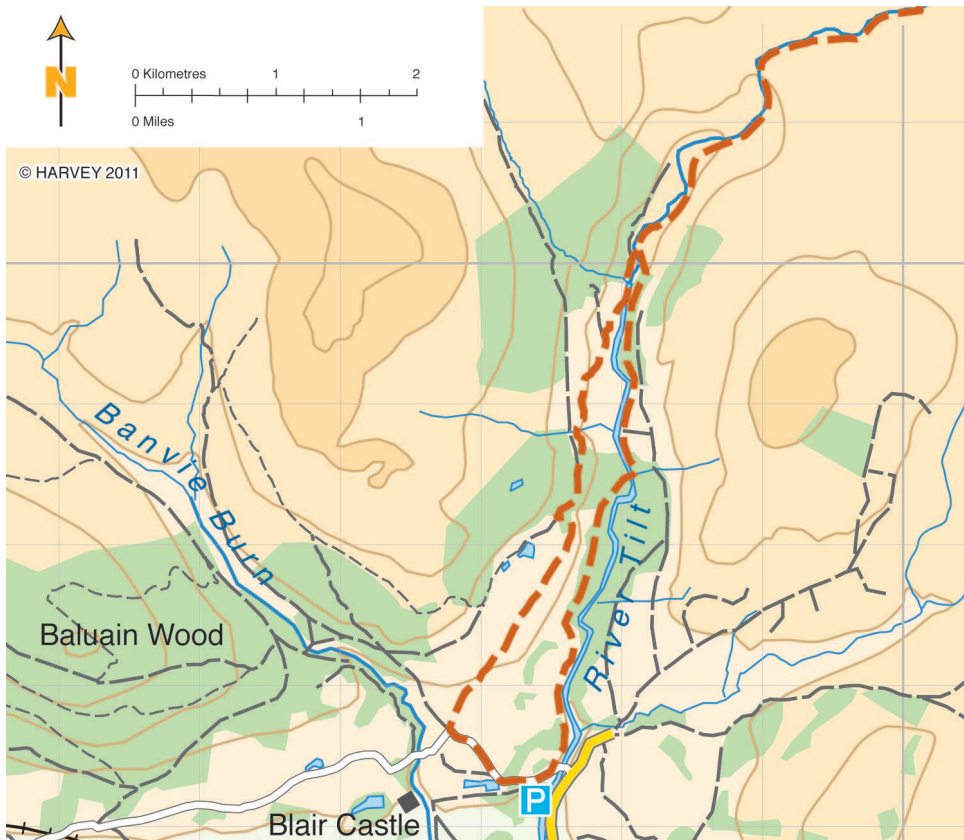 N
0 Kilometres 1 2
0 Miles 1
© HARVEY 2011
Banvie Burn
River Tilt
Baluain Wood
P
Blair Castle